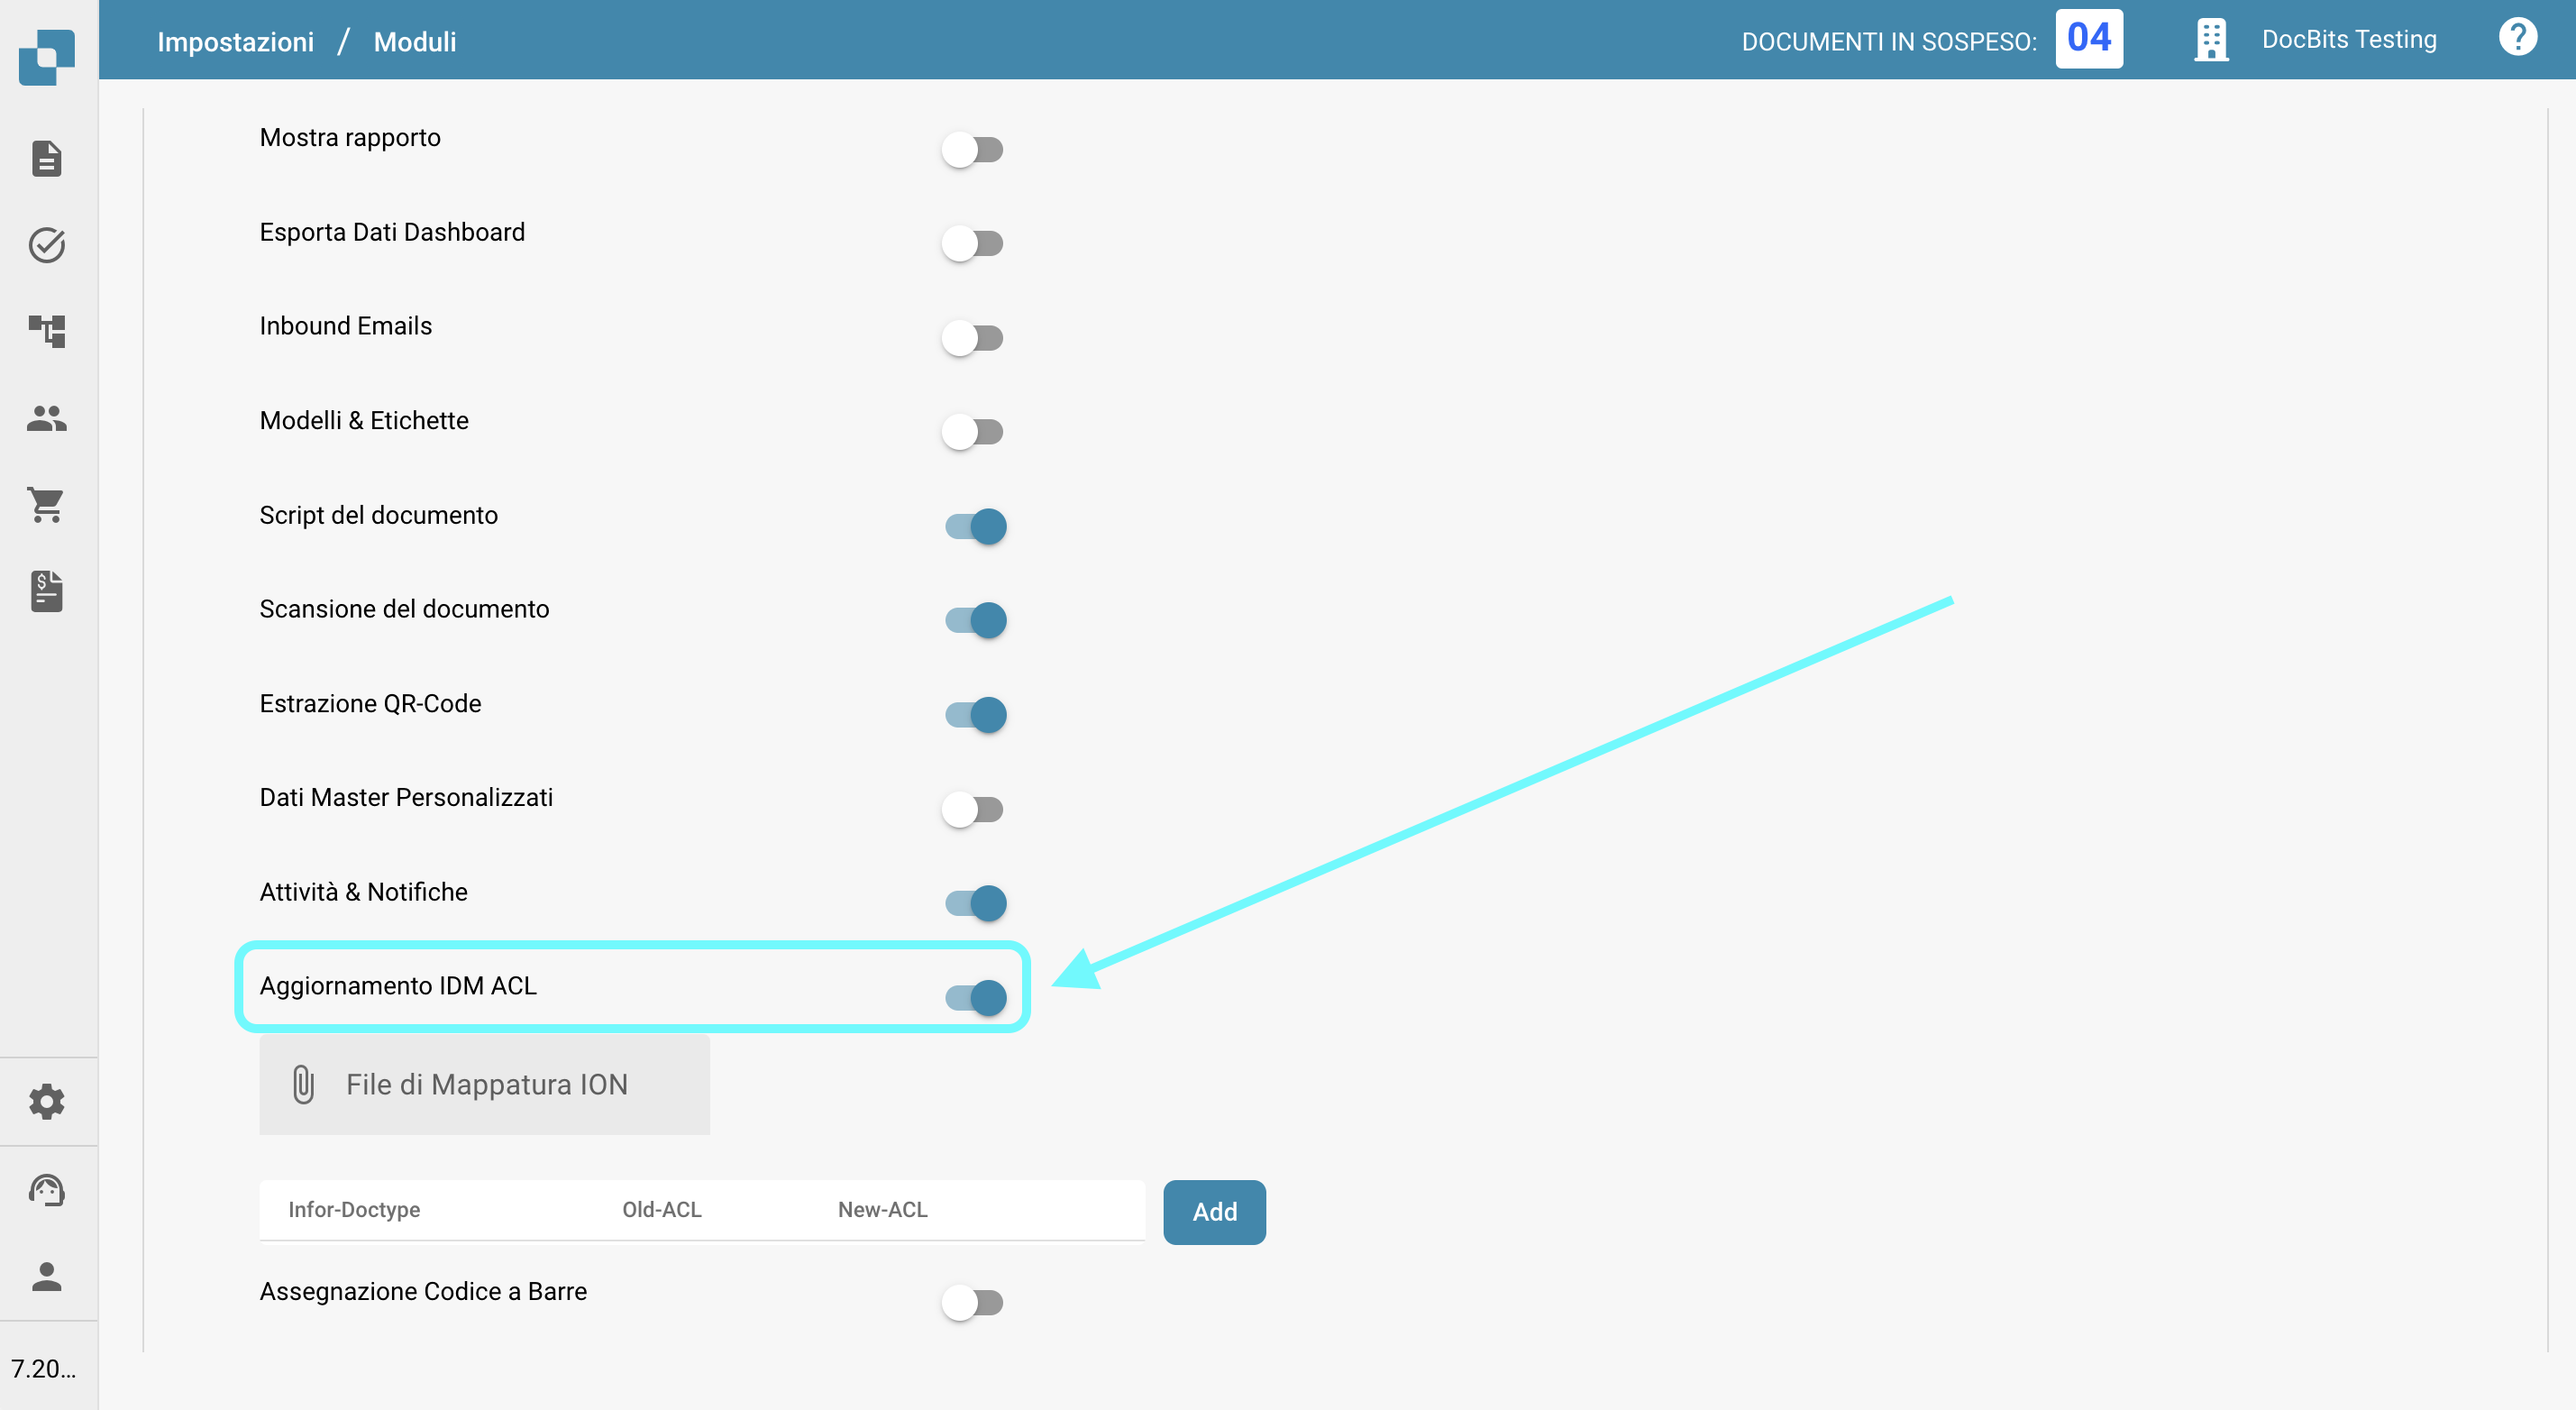 Impostazioni / Moduli
DOCUMENTI IN SOSPESO: 04
DocBits Testing
?
Mostra rapporto
Esporta Dati Dashboard
Inbound Emails
Modelli & Etichette
Script del documento
Scansione del documento
Estrazione QR-Code
Dati Master Personalizzati
Attività & Notifiche
Aggiornamento IDM ACL
File di Mappatura ION
Infor-Doctype Old-ACL New-ACL
Add
Assegnazione Codice a Barre
7.20...